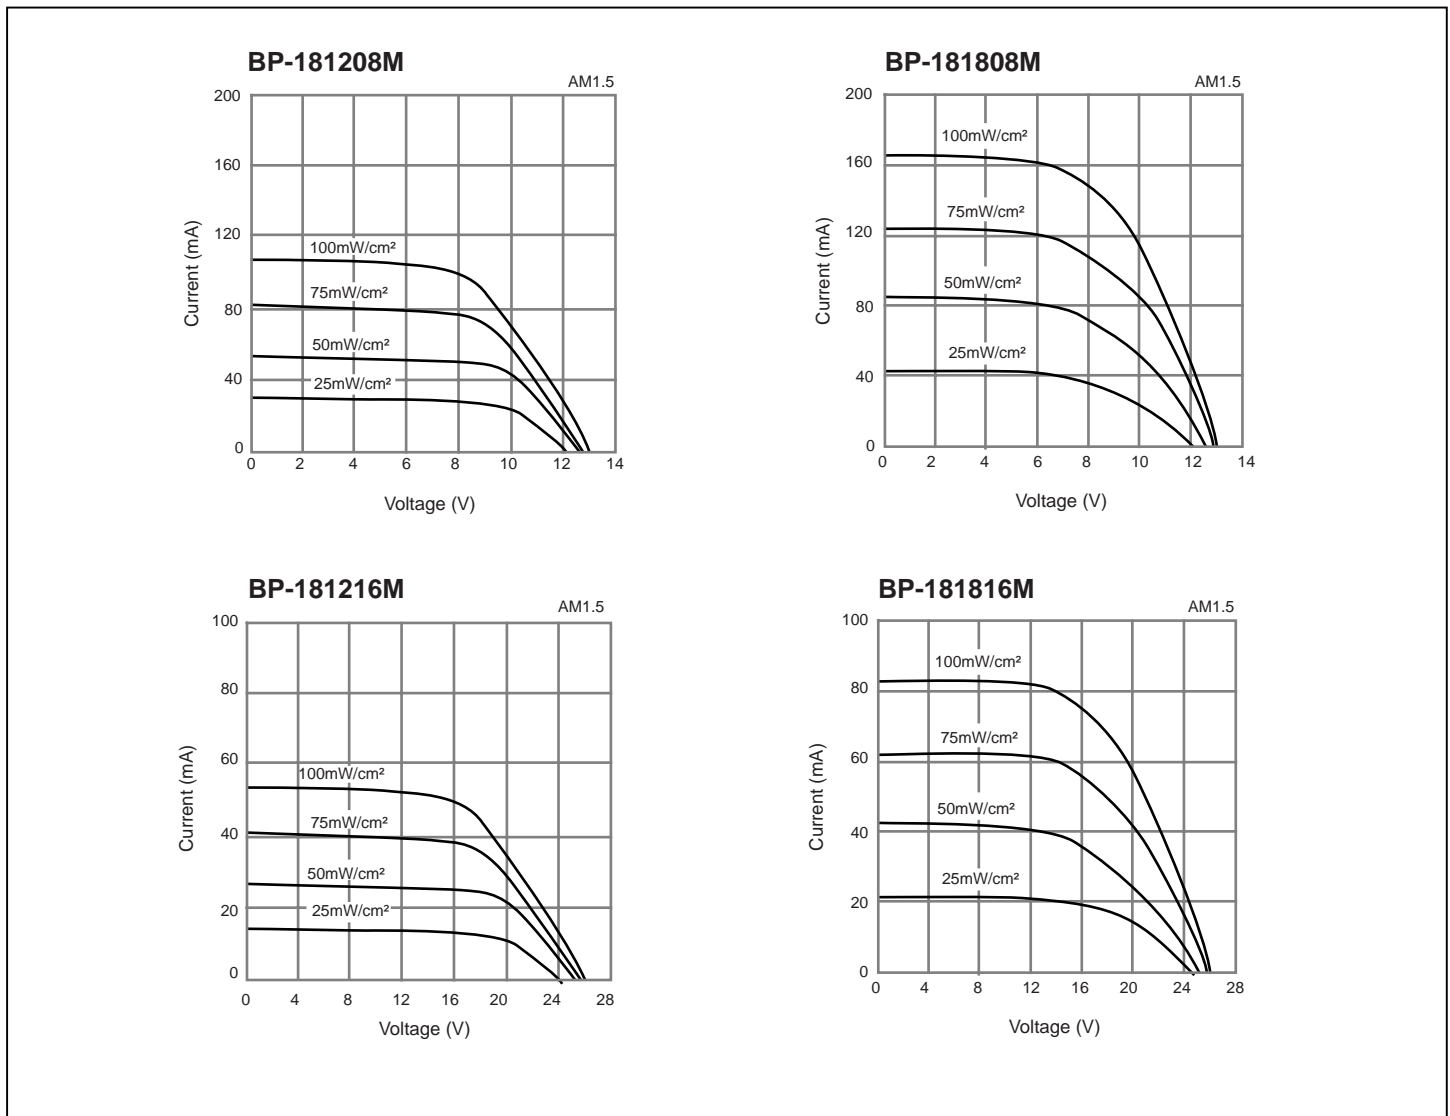 BP-181208M
AM1.5
200
160
120
80
40
0
Current (mA)
100mW/cm²
75mW/cm²
50mW/cm²
25mW/cm²
0 2 4 6 8 10 12 14
Voltage (V)
BP-181808M
AM1.5
200
160
120
80
40
0
Current (mA)
100mW/cm²
75mW/cm²
50mW/cm²
25mW/cm²
0 2 4 6 8 10 12 14
Voltage (V)
BP-181216M
AM1.5
100
80
60
40
20
0
Current (mA)
100mW/cm²
75mW/cm²
50mW/cm²
25mW/cm²
0 4 8 12 16 20 24 28
Voltage (V)
BP-181816M
AM1.5
100
80
60
40
20
0
Current (mA)
100mW/cm²
75mW/cm²
50mW/cm²
25mW/cm²
0 4 8 12 16 20 24 28
Voltage (V)